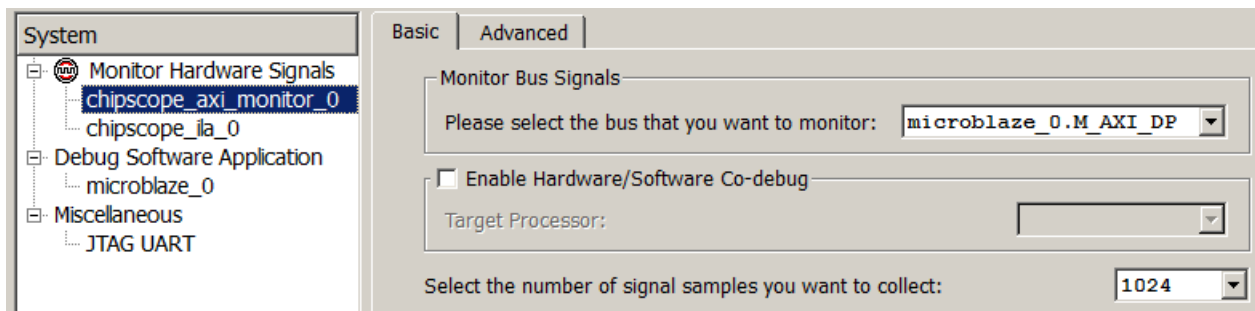 System
Monitor Hardware Signals
chipscope_axi_monitor_0
chipscope_ila_0
Debug Software Application
microblaze_0
Miscellaneous
JTAG UART
Basic Advanced
Monitor Bus Signals
Please select the bus that you want to monitor: microblaze_0.M_AXI_DP
Enable Hardware/Software Co-debug
Target Processor:
Select the number of signal samples you want to collect: 1024